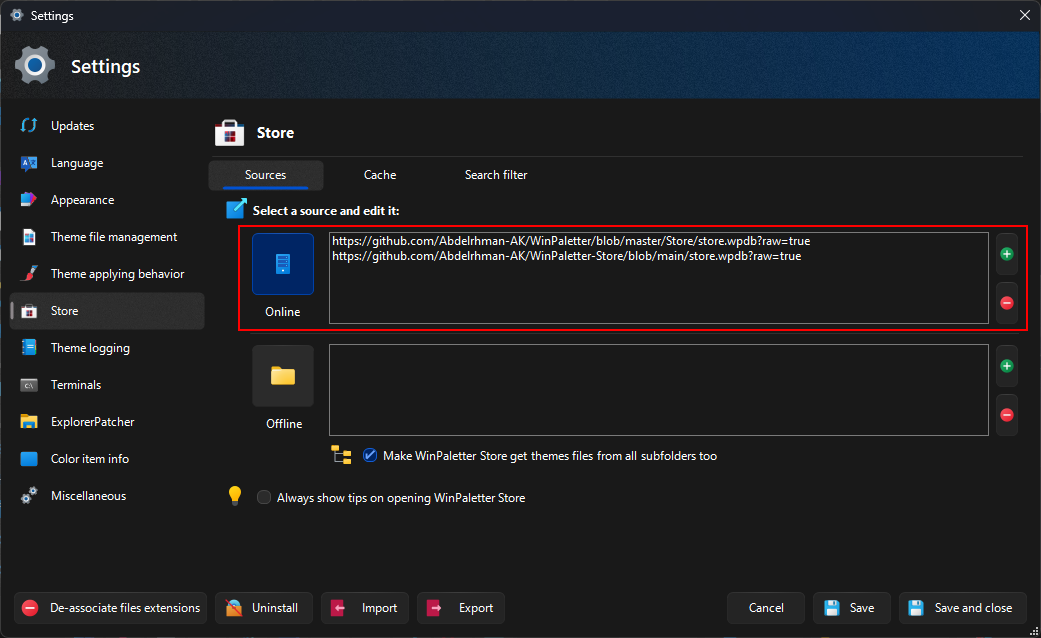 Settings
Settings
Updates
Language
Appearance
Theme file management
Theme applying behavior
Store
Theme logging
Terminals
ExplorerPatcher
Color item info
Miscellaneous
Store
Sources Cache Search filter
Select a source and edit it:
https://github.com/Abdelrhman-AK/WinPaletter/blob/master/Store/store.wpdb?raw=true
https://github.com/Abdelrhman-AK/WinPaletter-Store/blob/main/store.wpdb?raw=true
Online
Offline
Make WinPaletter Store get themes files from all subfolders too
Always show tips on opening WinPaletter Store
De-associate files extensions Uninstall Import Export Cancel Save Save and close